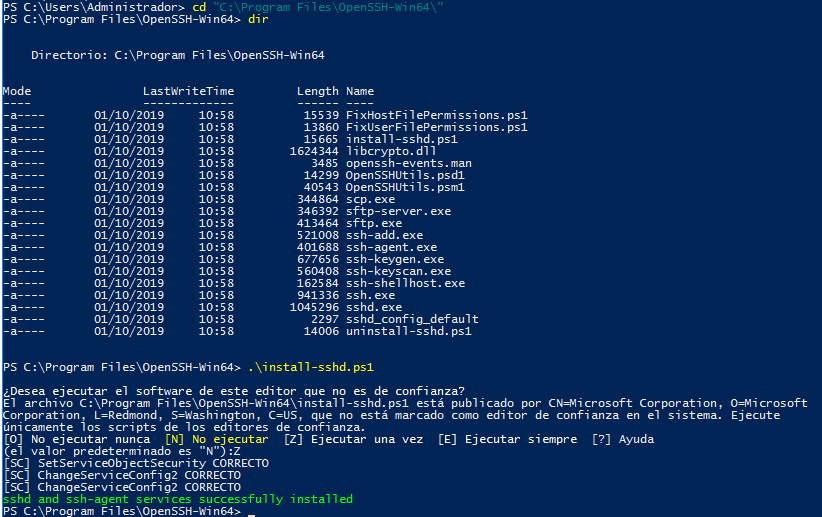 PS C:\Users\Administrador> cd "C:\Program Files\OpenSSH-Win64\"
PS C:\Program Files\OpenSSH-Win64> dir
Directorio: C:\Program Files\OpenSSH-Win64
Mode LastWriteTime Length Name
---- ------------- ------ ----
-a---- 01/10/2019 10:58 15539 FixHostFilePermissions.ps1
-a---- 01/10/2019 10:58 13860 FixUserFilePermissions.ps1
-a---- 01/10/2019 10:58 15665 install-sshd.ps1
-a---- 01/10/2019 10:58 1624344 libcrypto.dll
-a---- 01/10/2019 10:58 3485 openssh-events.man
-a---- 01/10/2019 10:58 14299 OpenSSHUtils.psd1
-a---- 01/10/2019 10:58 40543 OpenSSHUtils.psm1
-a---- 01/10/2019 10:58 344864 scp.exe
-a---- 01/10/2019 10:58 346392 sftp-server.exe
-a---- 01/10/2019 10:58 413464 sftp.exe
-a---- 01/10/2019 10:58 521008 ssh-add.exe
-a---- 01/10/2019 10:58 401688 ssh-agent.exe
-a---- 01/10/2019 10:58 677656 ssh-keygen.exe
-a---- 01/10/2019 10:58 560408 ssh-keyscan.exe
-a---- 01/10/2019 10:58 162584 ssh-shellhost.exe
-a---- 01/10/2019 10:58 941336 ssh.exe
-a---- 01/10/2019 10:58 1045296 sshd.exe
-a---- 01/10/2019 10:58 2297 sshd_config_default
-a---- 01/10/2019 10:58 14006 uninstall-sshd.ps1
PS C:\Program Files\OpenSSH-Win64> .\install-sshd.ps1
¿Desea ejecutar el software de este editor que no es de confianza?
El archivo C:\Program Files\OpenSSH-Win64\install-sshd.ps1 está publicado por CN=Microsoft Corporation, O=Microsoft
Corporation, L=Redmond, S=Washington, C=US, que no está marcado como editor de confianza en el sistema. Ejecute
únicamente los scripts de los editores de confianza.
[O] No ejecutar nunca [N] No ejecutar [Z] Ejecutar una vez [E] Ejecutar siempre [?] Ayuda
(el valor predeterminado es "N"):Z
[SC] SetServiceObjectSecurity CORRECTO
[SC] ChangeServiceConfig2 CORRECTO
[SC] ChangeServiceConfig2 CORRECTO
sshd and ssh-agent services successfully installed
PS C:\Program Files\OpenSSH-Win64> _